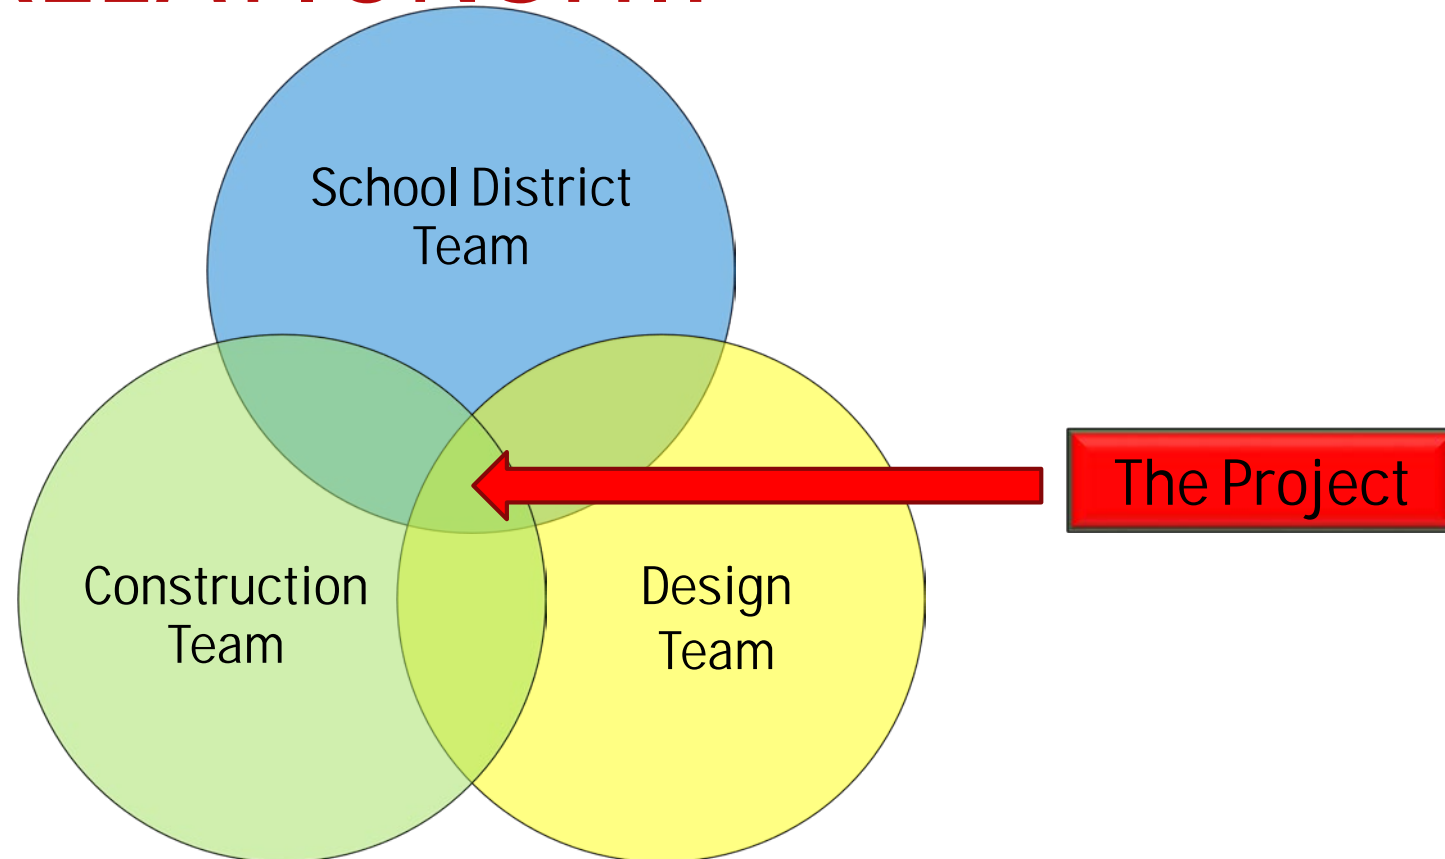 School District
Team
The Project
Construction
Team
Design
Team